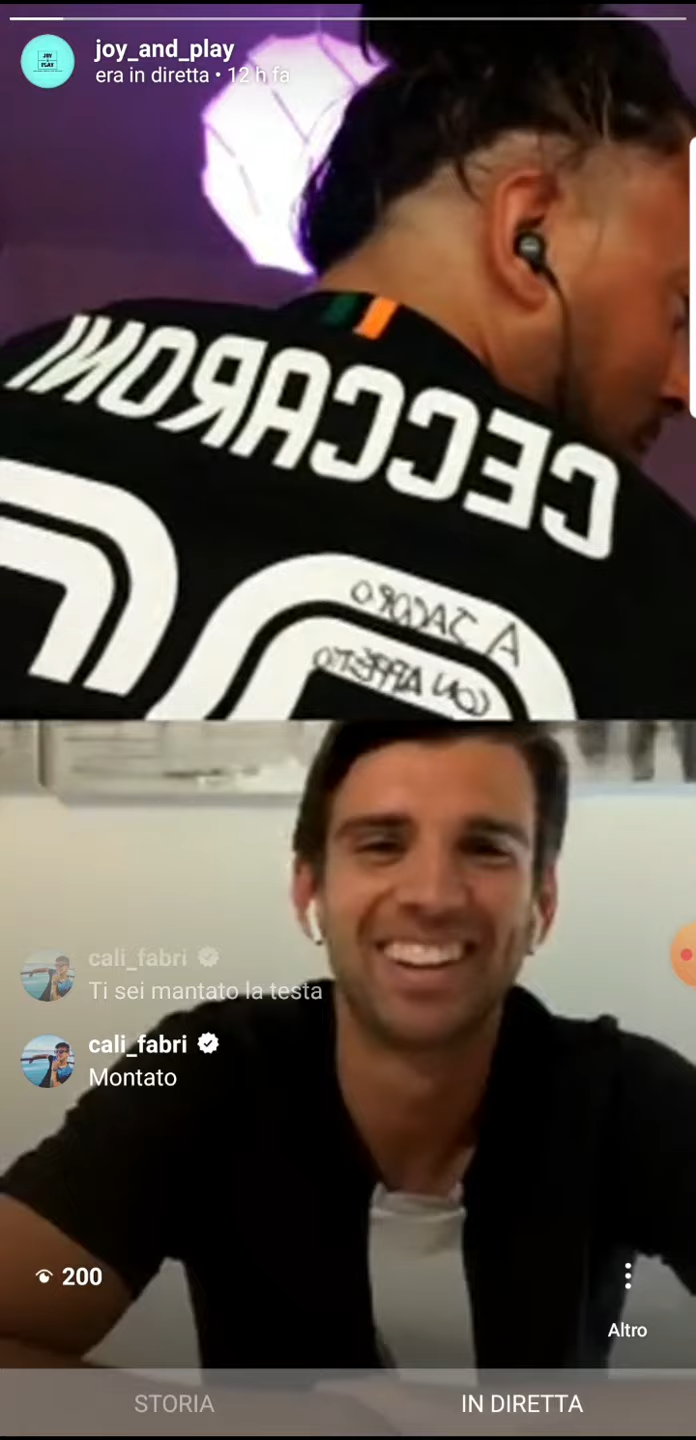 joy_and_play
era in diretta • 12 h fa
CECCARONI
A JACOPO
CON AFFETTO
cali_fabri
Ti sei mantato la testa
cali_fabri
Montato
200
Altro
STORIA
IN DIRETTA